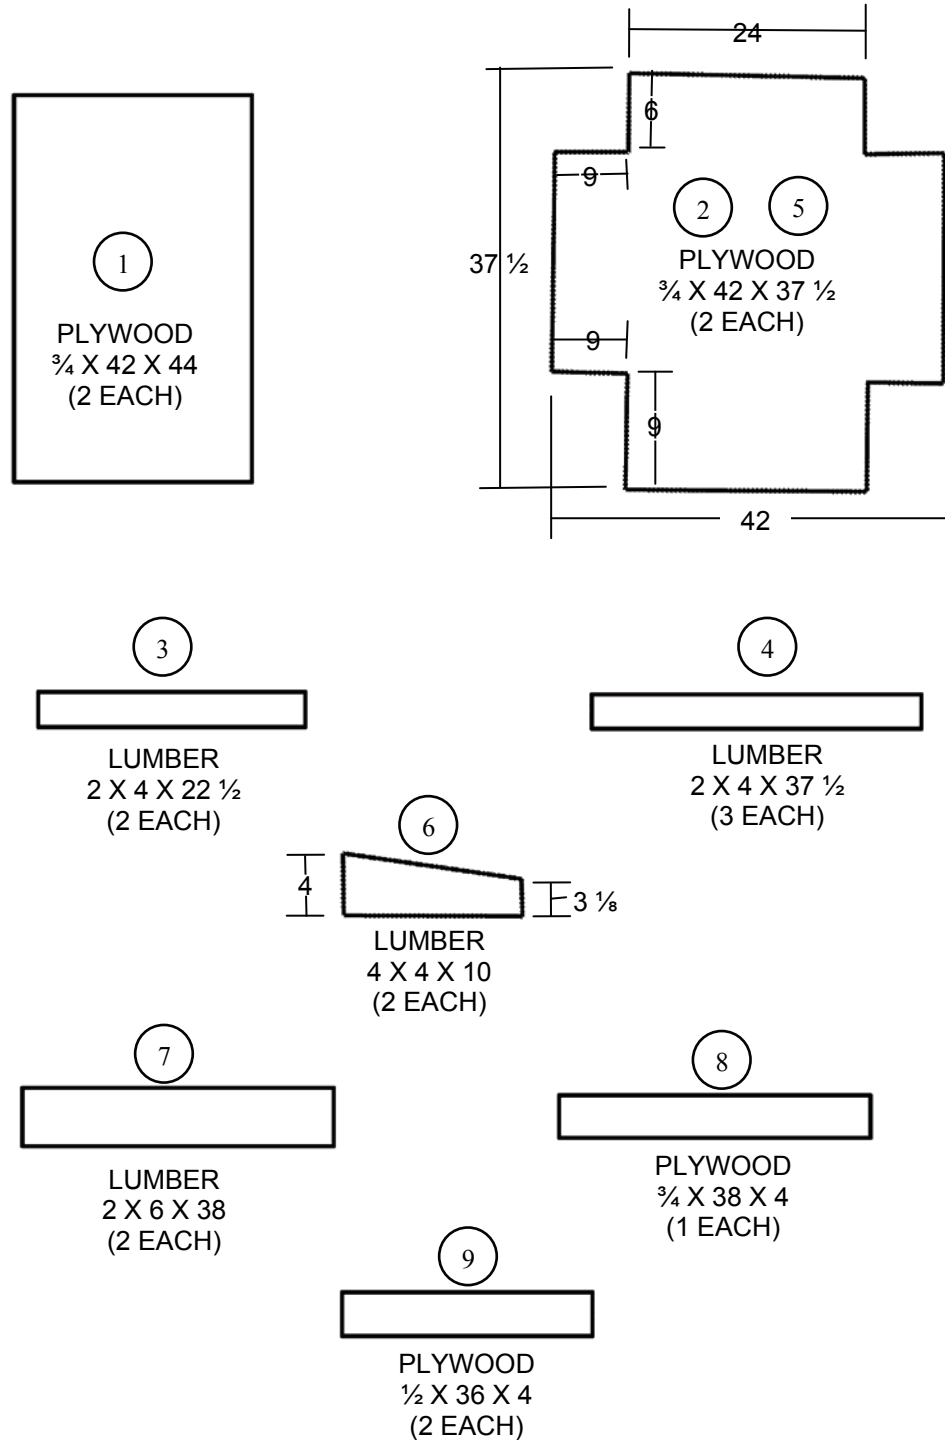 24
6
9
1
2
5
37 ½
PLYWOOD
¾ X 42 X 37 ½
(2 EACH)
PLYWOOD
¾ X 42 X 44
(2 EACH)
9
9
42
3
4
LUMBER
2 X 4 X 22 ½
(2 EACH)
LUMBER
2 X 4 X 37 ½
(3 EACH)
6
4
3 ⅛
LUMBER
4 X 4 X 10
(2 EACH)
7
8
LUMBER
2 X 6 X 38
(2 EACH)
PLYWOOD
¾ X 38 X 4
(1 EACH)
9
PLYWOOD
½ X 36 X 4
(2 EACH)